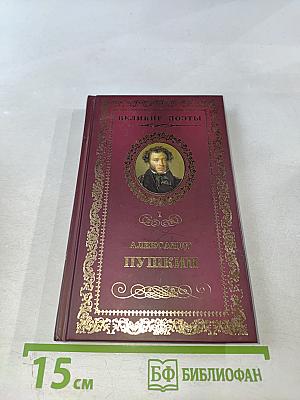 ВЕЛИКИЕ ПОЭТЫ
1
АЛЕКСАНДР
ПУШКИН
15 см
БФ БИБЛИОФАН